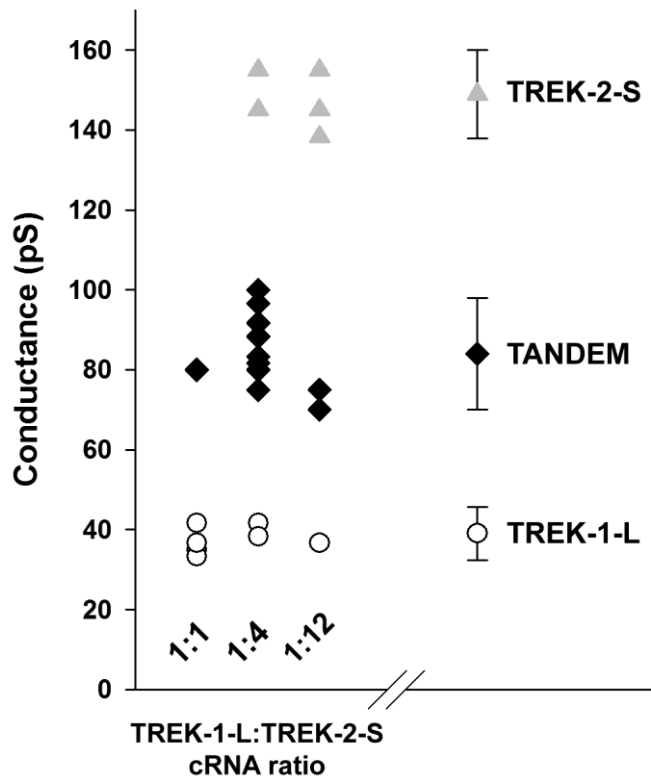 Conductance (pS)
160
140
120
100
80
60
40
20
0
TREK-2-S
TANDEM
TREK-1-L
1:1
1:4
1:12
TREK-1-L:TREK-2-S
cRNA ratio